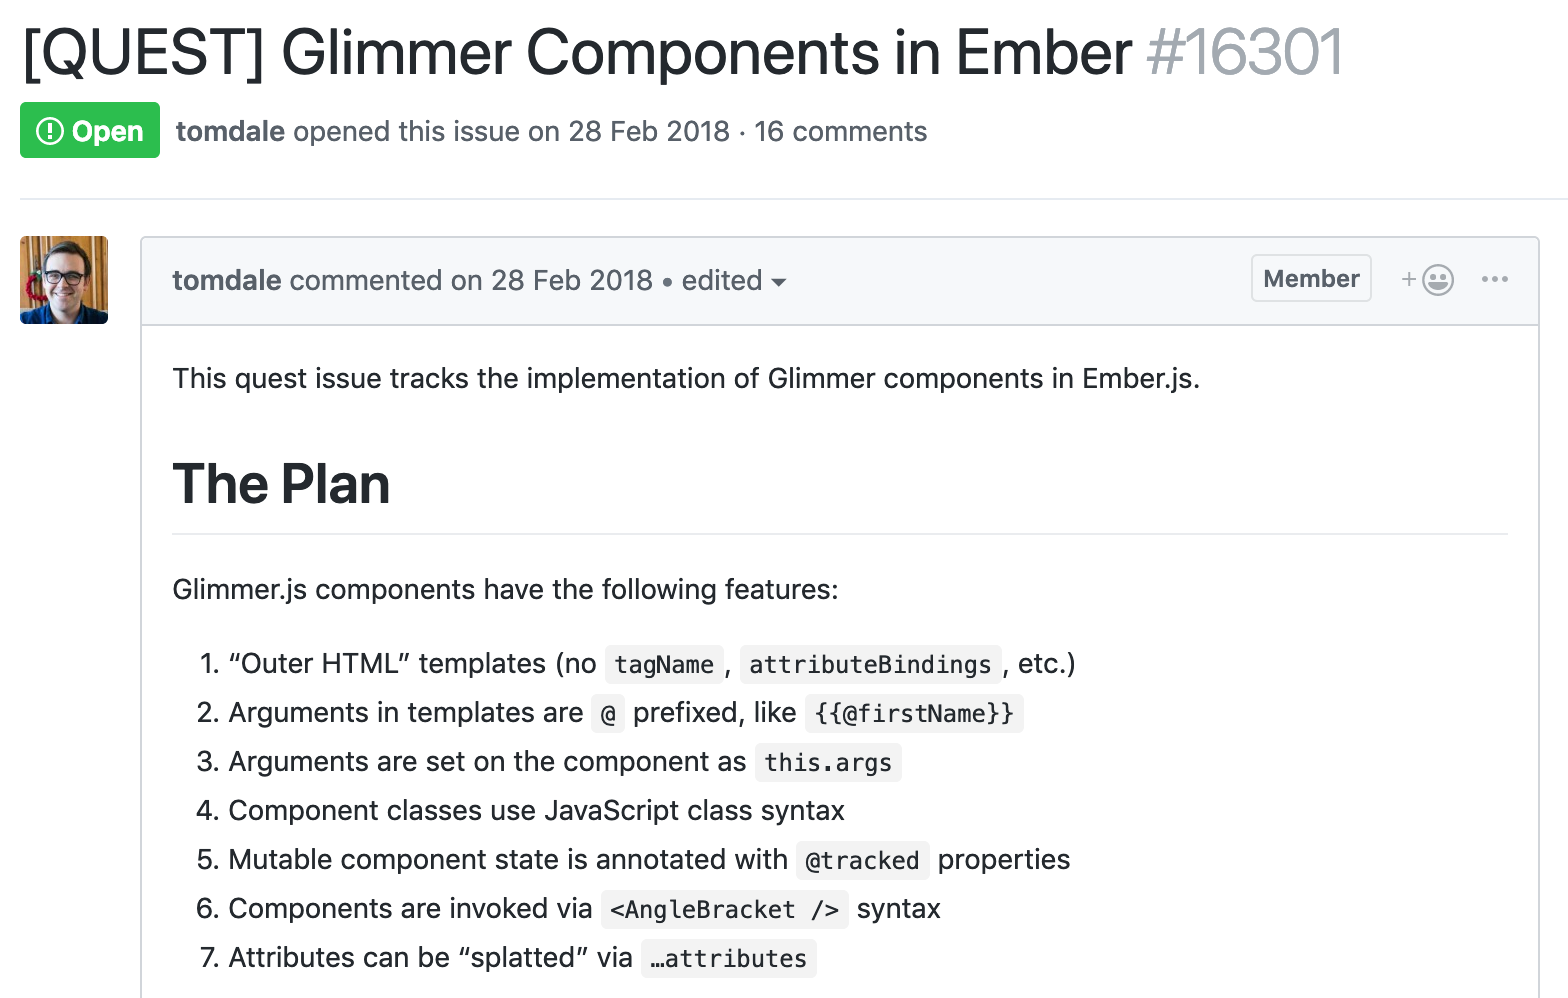 [QUEST] Glimmer Components in Ember #16301
Open tomdale opened this issue on 28 Feb 2018 · 16 comments
tomdale commented on 28 Feb 2018 • edited
Member
This quest issue tracks the implementation of Glimmer components in Ember.js.
The Plan
Glimmer.js components have the following features:
1. “Outer HTML” templates (no tagName, attributeBindings, etc.)
2. Arguments in templates are @ prefixed, like {{@firstName}}
3. Arguments are set on the component as this.args
4. Component classes use JavaScript class syntax
5. Mutable component state is annotated with @tracked properties
6. Components are invoked via <AngleBracket /> syntax
7. Attributes can be “splatted” via …attributes